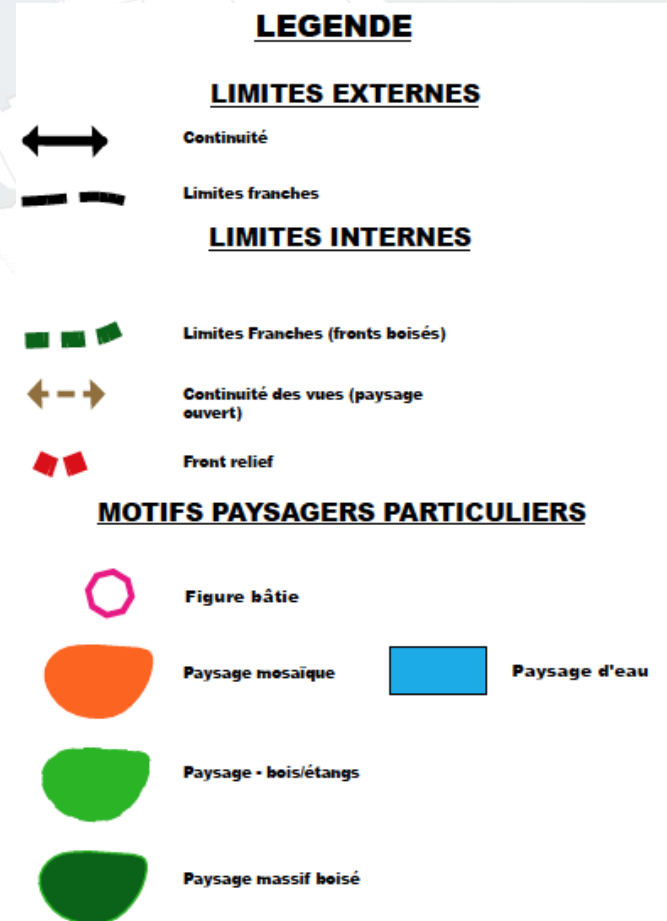 LEGENDE
LIMITES EXTERNES
Continuité
Limites franches
LIMITES INTERNES
Limites Franches (fronts boisés)
Continuité des vues (paysage
ouvert)
Front relief
MOTIFS PAYSAGERS PARTICULIERS
Figure bâtie
Paysage mosaïque
Paysage d'eau
Paysage - bois/étangs
Paysage massif boisé